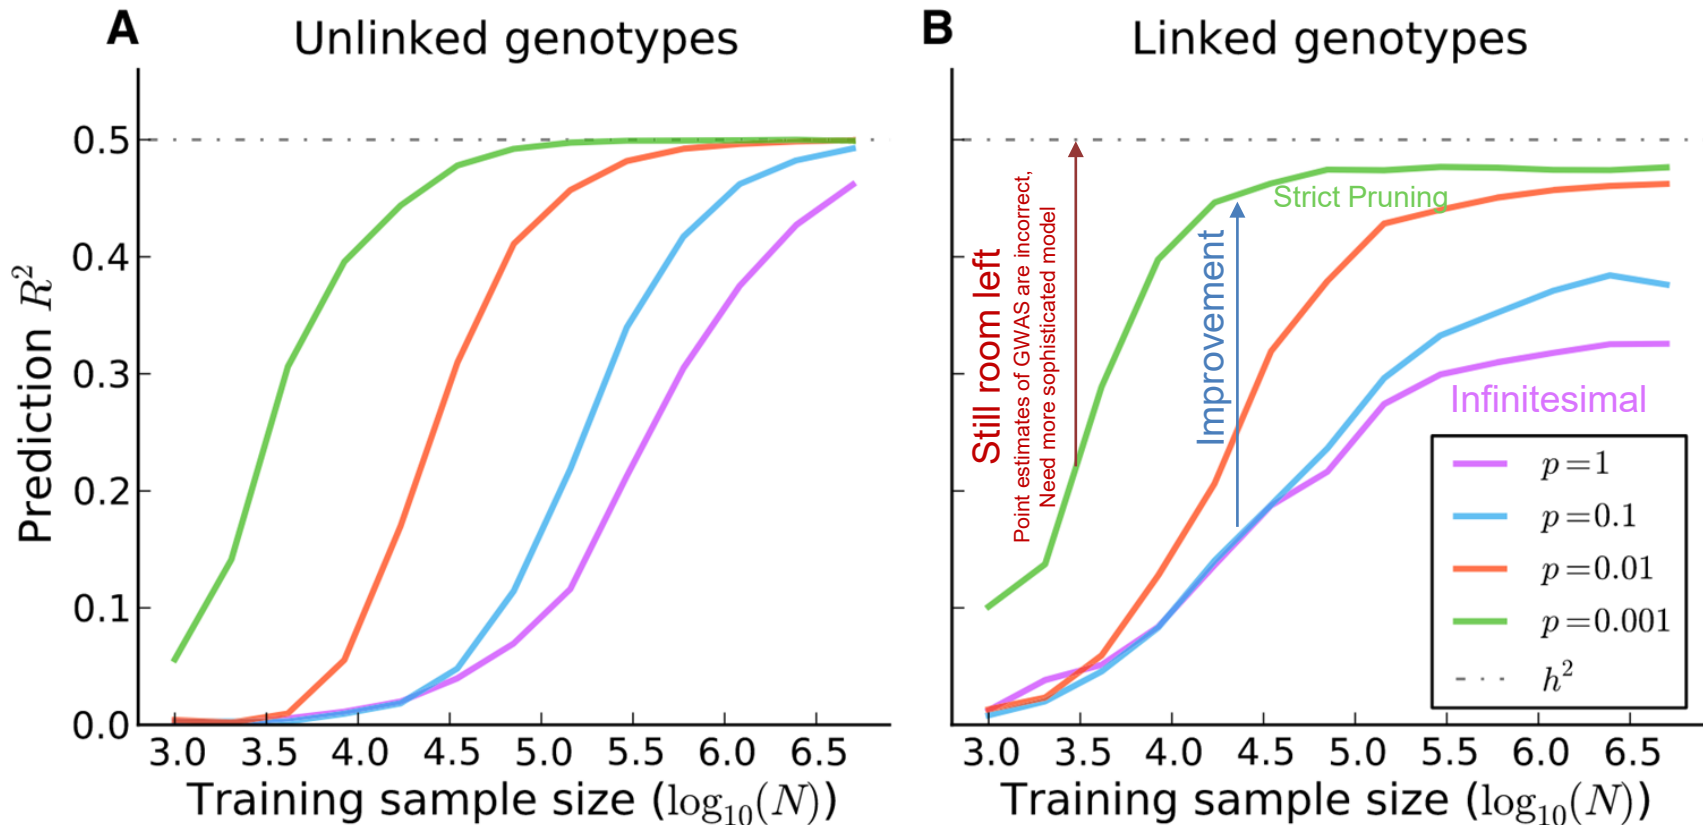 A
Unlinked genotypes
B
Linked genotypes
Prediction R²
0.5
0.4
0.3
0.2
0.1
0.0
3.0 3.5 4.0 4.5 5.0 5.5 6.0 6.5
Training sample size (log₁₀(N))
Still room left
Point estimates of GWAS are incorrect,
Need more sophisticated model
Improvement
Strict Pruning
Infinitesimal
p=1
p=0.1
p=0.01
p=0.001
h²
3.0 3.5 4.0 4.5 5.0 5.5 6.0 6.5
Training sample size (log₁₀(N))